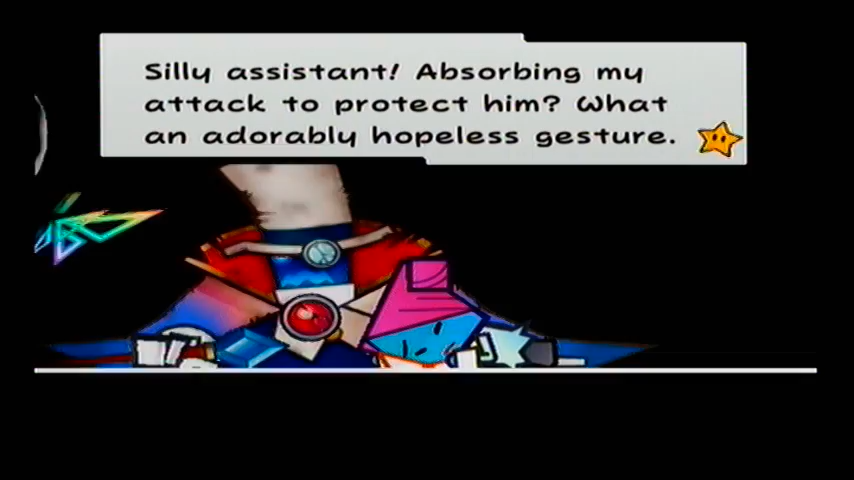 Silly assistant! Absorbing my
attack to protect him? What
an adorably hopeless gesture.